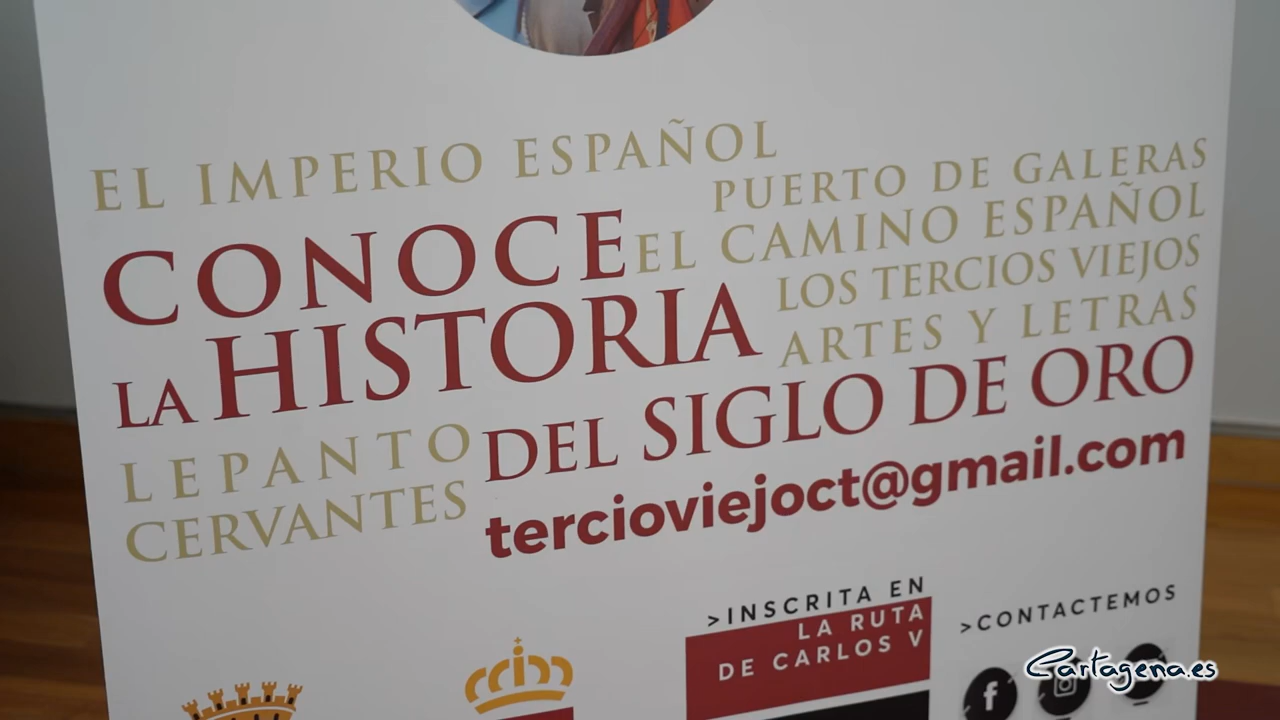 EL IMPERIO ESPAÑOL
PUERTO DE GALERAS
CONOCE
EL CAMINO ESPAÑOL
LA HISTORIA
LOS TERCIOS VIEJOS
ARTES Y LETRAS
LEPANTO
DEL SIGLO DE ORO
CERVANTES
tercioviejoct@gmail.com
>INSCRITA EN
LA RUTA
DE CARLOS V
>CONTACTEMOS
Cartagena.es